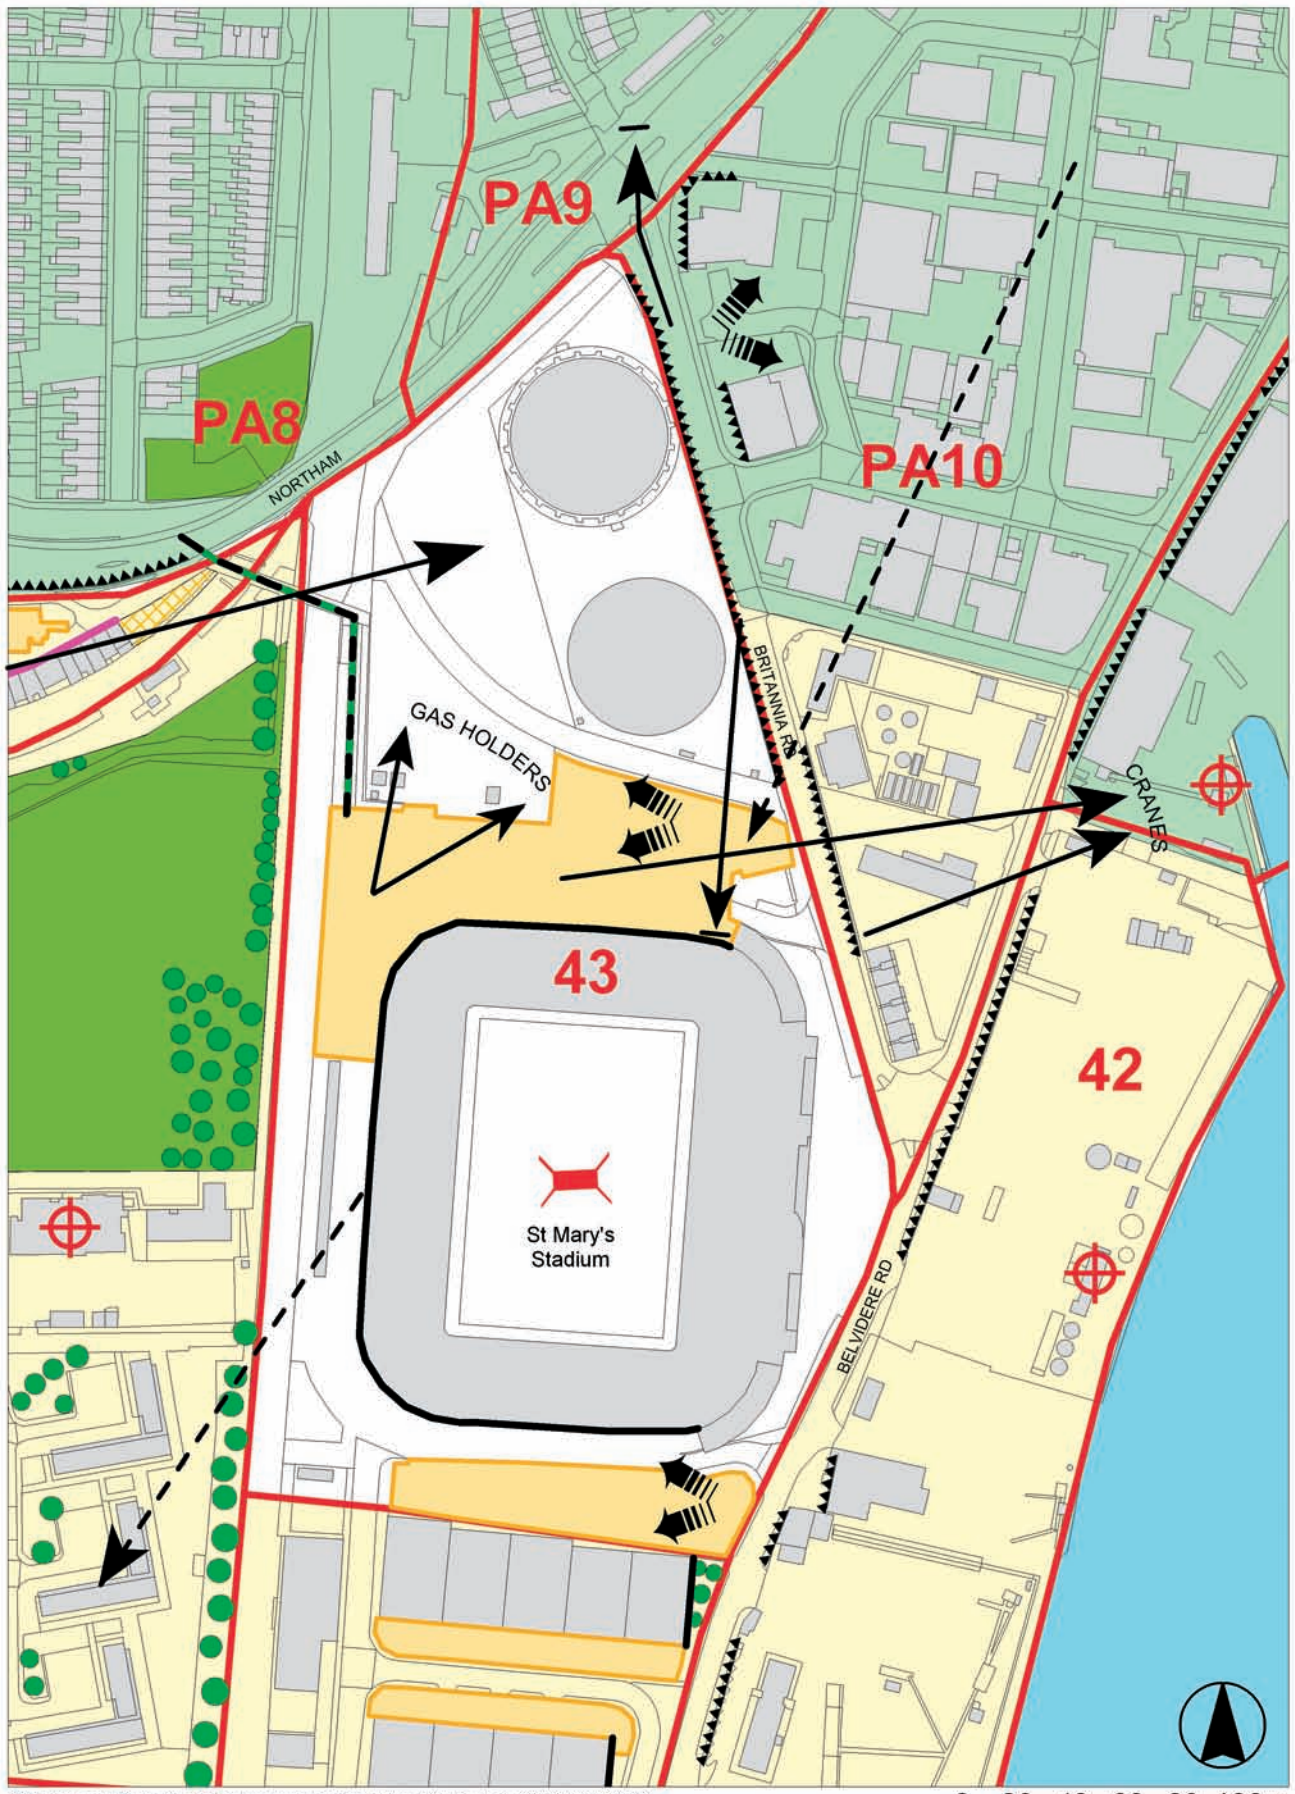 PA9
PA8
NORTHAM
PA10
BRITANNIA RD
GAS HOLDERS
CRANES
43
42
St Mary's
Stadium
BELVIDERE RD